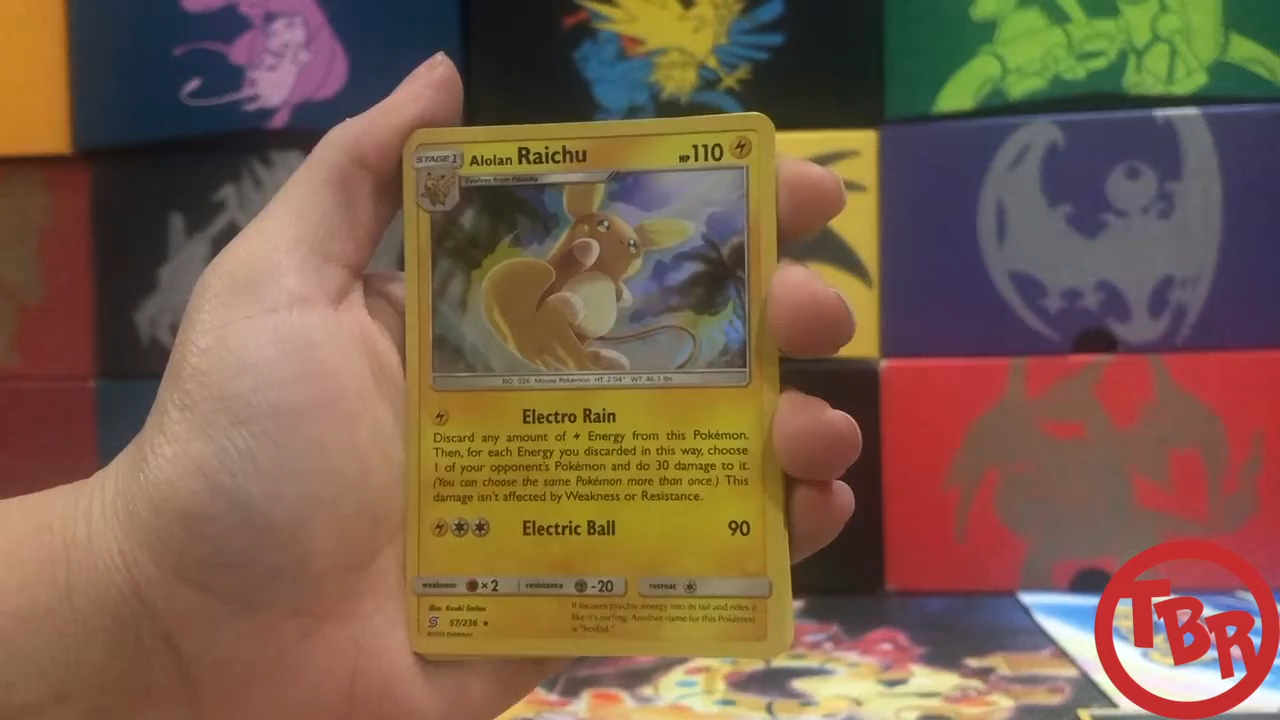 STAGE 1 Alolan Raichu HP 110
Evolves from Pikachu
NO. 026 Mouse Pokémon HT: 2'04" WT: 46.3 lbs.
Electro Rain
Discard any amount of Energy from this Pokémon.
Then, for each Energy you discarded in this way, choose
1 of your opponent's Pokémon and do 30 damage to it.
(You can choose the same Pokémon more than once.) This
damage isn't affected by Weakness or Resistance.
Electric Ball 90
weakness ×2 resistance -20 retreat
Illus. Kouki Saitou
57/236
©2019 Pokémon
It focuses psychic energy into its tail and rides it
like it's surfing. Another name for this Pokémon
is "hodad."
TBR